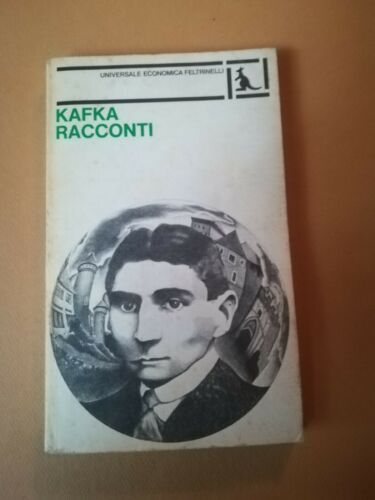 UNIVERSALE ECONOMICA FELTRINELLI
KAFKA
RACCONTI